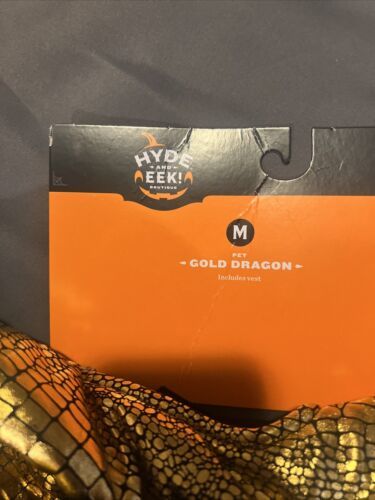 HYDE
AND
EEK!
BOUTIQUE
M
PET
GOLD DRAGON
Includes vest